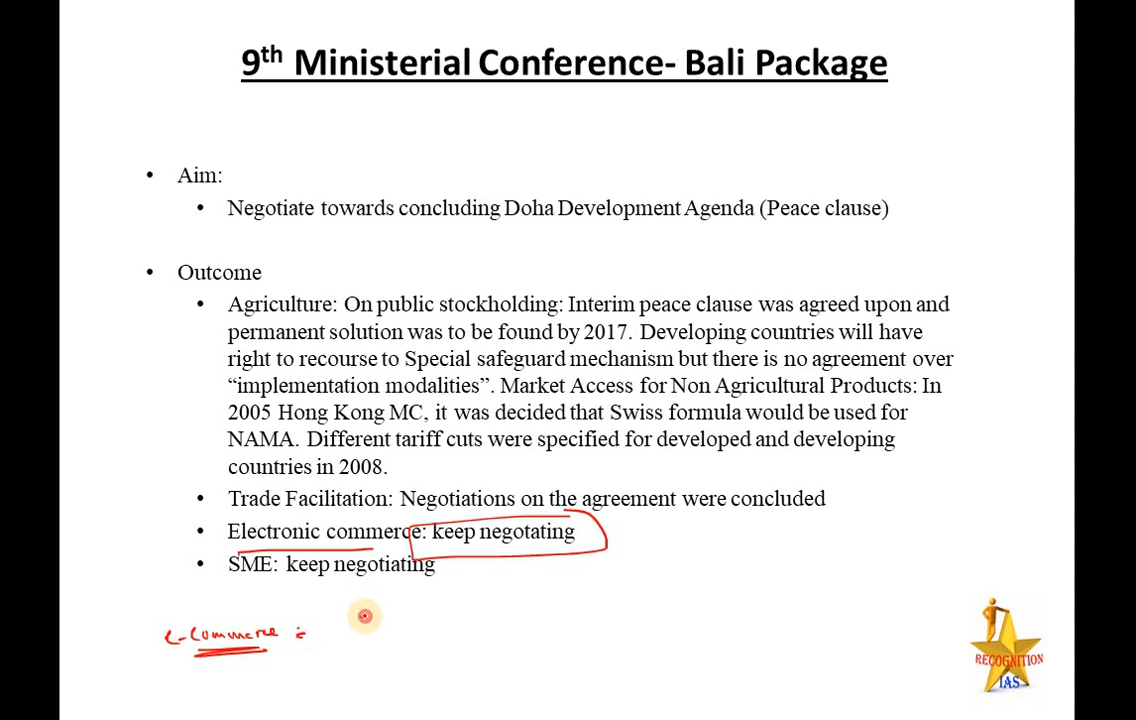 9th Ministerial Conference- Bali Package
• Aim:
• Negotiate towards concluding Doha Development Agenda (Peace clause)
• Outcome
• Agriculture: On public stockholding: Interim peace clause was agreed upon and
permanent solution was to be found by 2017. Developing countries will have
right to recourse to Special safeguard mechanism but there is no agreement over
“implementation modalities”. Market Access for Non Agricultural Products: In
2005 Hong Kong MC, it was decided that Swiss formula would be used for
NAMA. Different tariff cuts were specified for developed and developing
countries in 2008.
• Trade Facilitation: Negotiations on the agreement were concluded
• Electronic commerce: keep negotating
• SME: keep negotiating
e-Commerce :
RECOGNITION
IAS